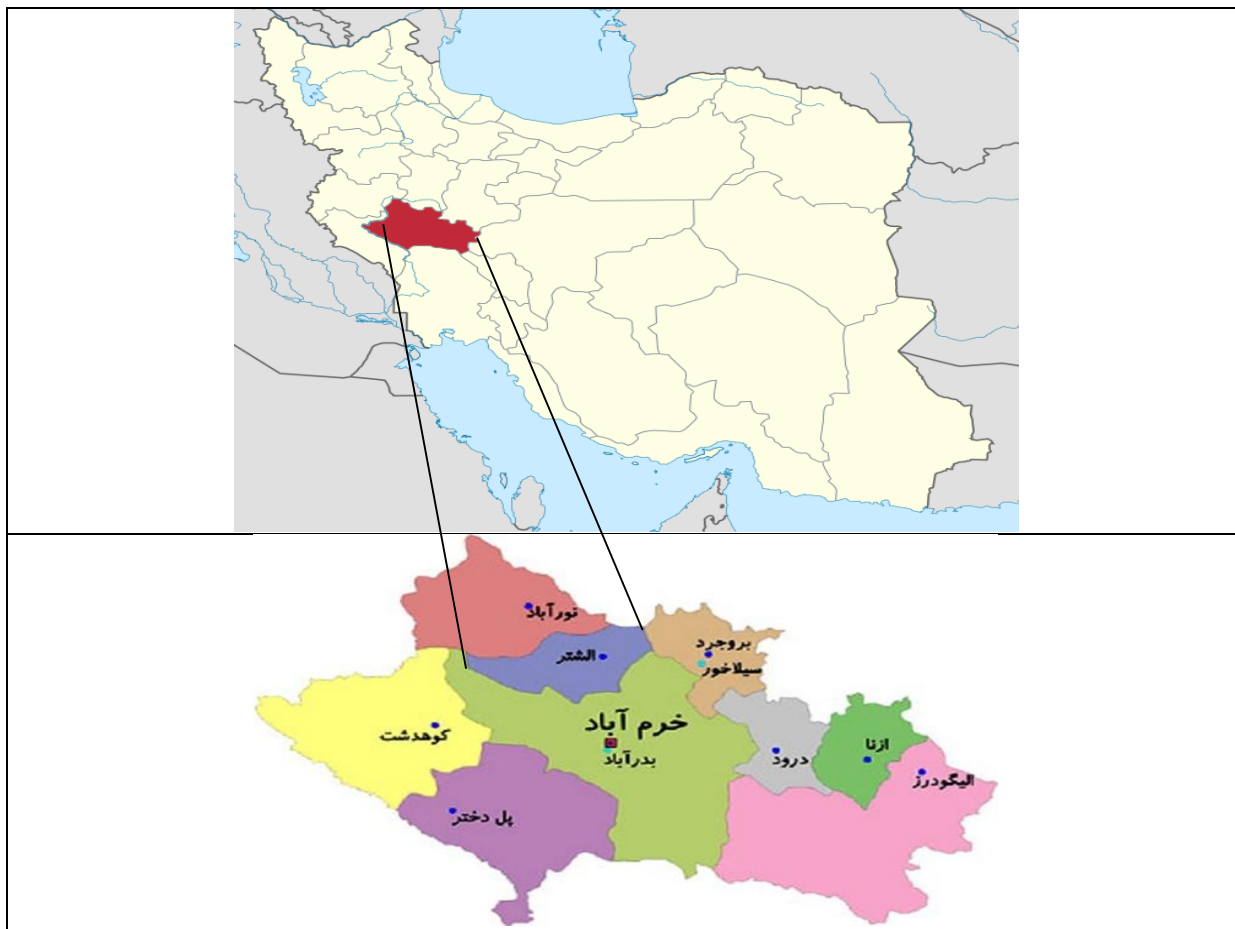 نورآباد
بروجرد
الشتر
سیلاخور
خرم آباد
کوهدشت
بدرآباد
درود
ازنا
الیگودرز
پل دختر